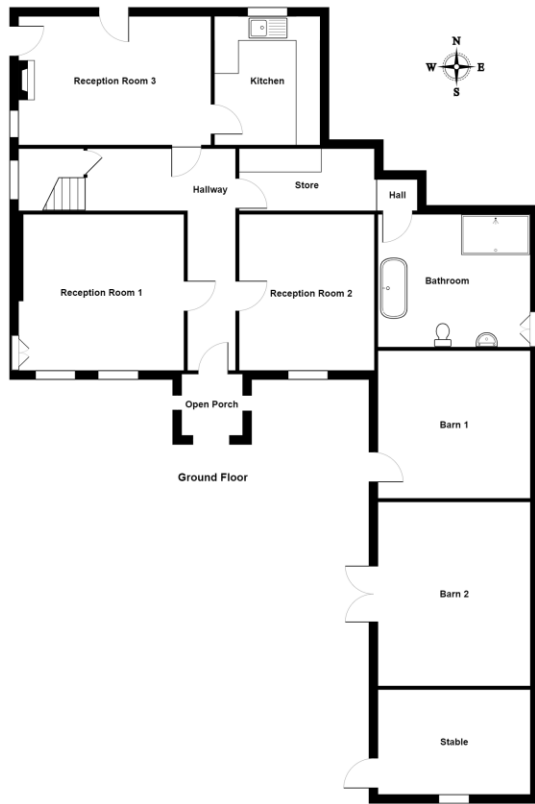 N
W E
S
Reception Room 3
Kitchen
Hallway
Store
Hall
Reception Room 1
Reception Room 2
Bathroom
Open Porch
Barn 1
Ground Floor
Barn 2
Stable